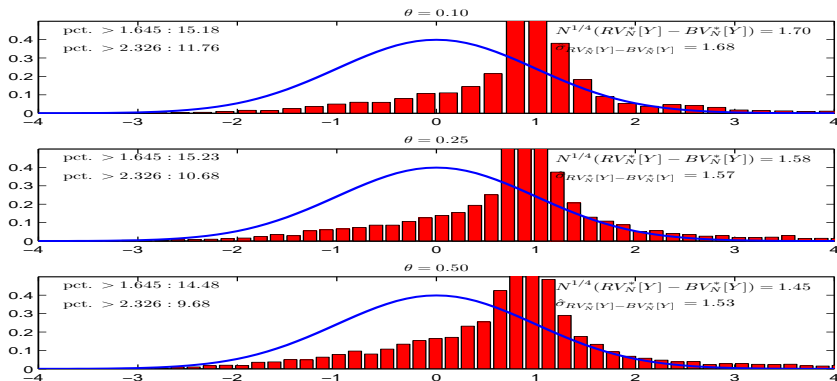 θ = 0.10
pct. > 1.645 : 15.18
N^{1/4}(RV_N^*[Y] − BV_N^*[Y]) = 1.70
pct. > 2.326 : 11.76
σ̂_{RV_N^*[Y]−BV_N^*[Y]} = 1.68
0.4
0.3
0.2
0.1
0
−4 −3 −2 −1 0 1 2 3 4
θ = 0.25
pct. > 1.645 : 15.23
N^{1/4}(RV_N^*[Y] − BV_N^*[Y]) = 1.58
pct. > 2.326 : 10.68
σ̂_{RV_N^*[Y]−BV_N^*[Y]} = 1.57
0.4
0.3
0.2
0.1
0
−4 −3 −2 −1 0 1 2 3 4
θ = 0.50
pct. > 1.645 : 14.48
N^{1/4}(RV_N^*[Y] − BV_N^*[Y]) = 1.45
pct. > 2.326 : 9.68
σ̂_{RV_N^*[Y]−BV_N^*[Y]} = 1.53
0.4
0.3
0.2
0.1
0
−4 −3 −2 −1 0 1 2 3 4